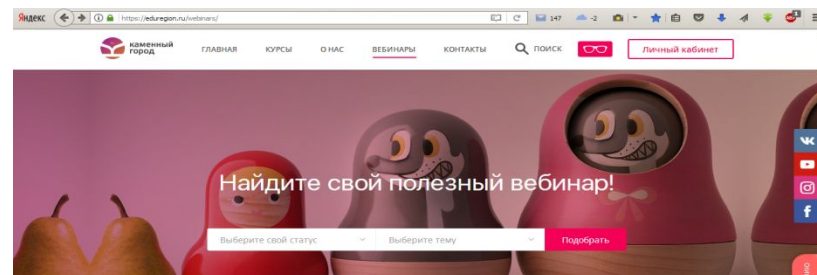 Яндекс https://eduregion.ru/webinars/ 147 -2
каменный
город
ГЛАВНАЯ КУРСЫ О НАС ВЕБИНАРЫ КОНТАКТЫ ПОИСК Личный кабинет
Найдите свой полезный вебинар!
Выберите свой статус Выберите тему Подобрать